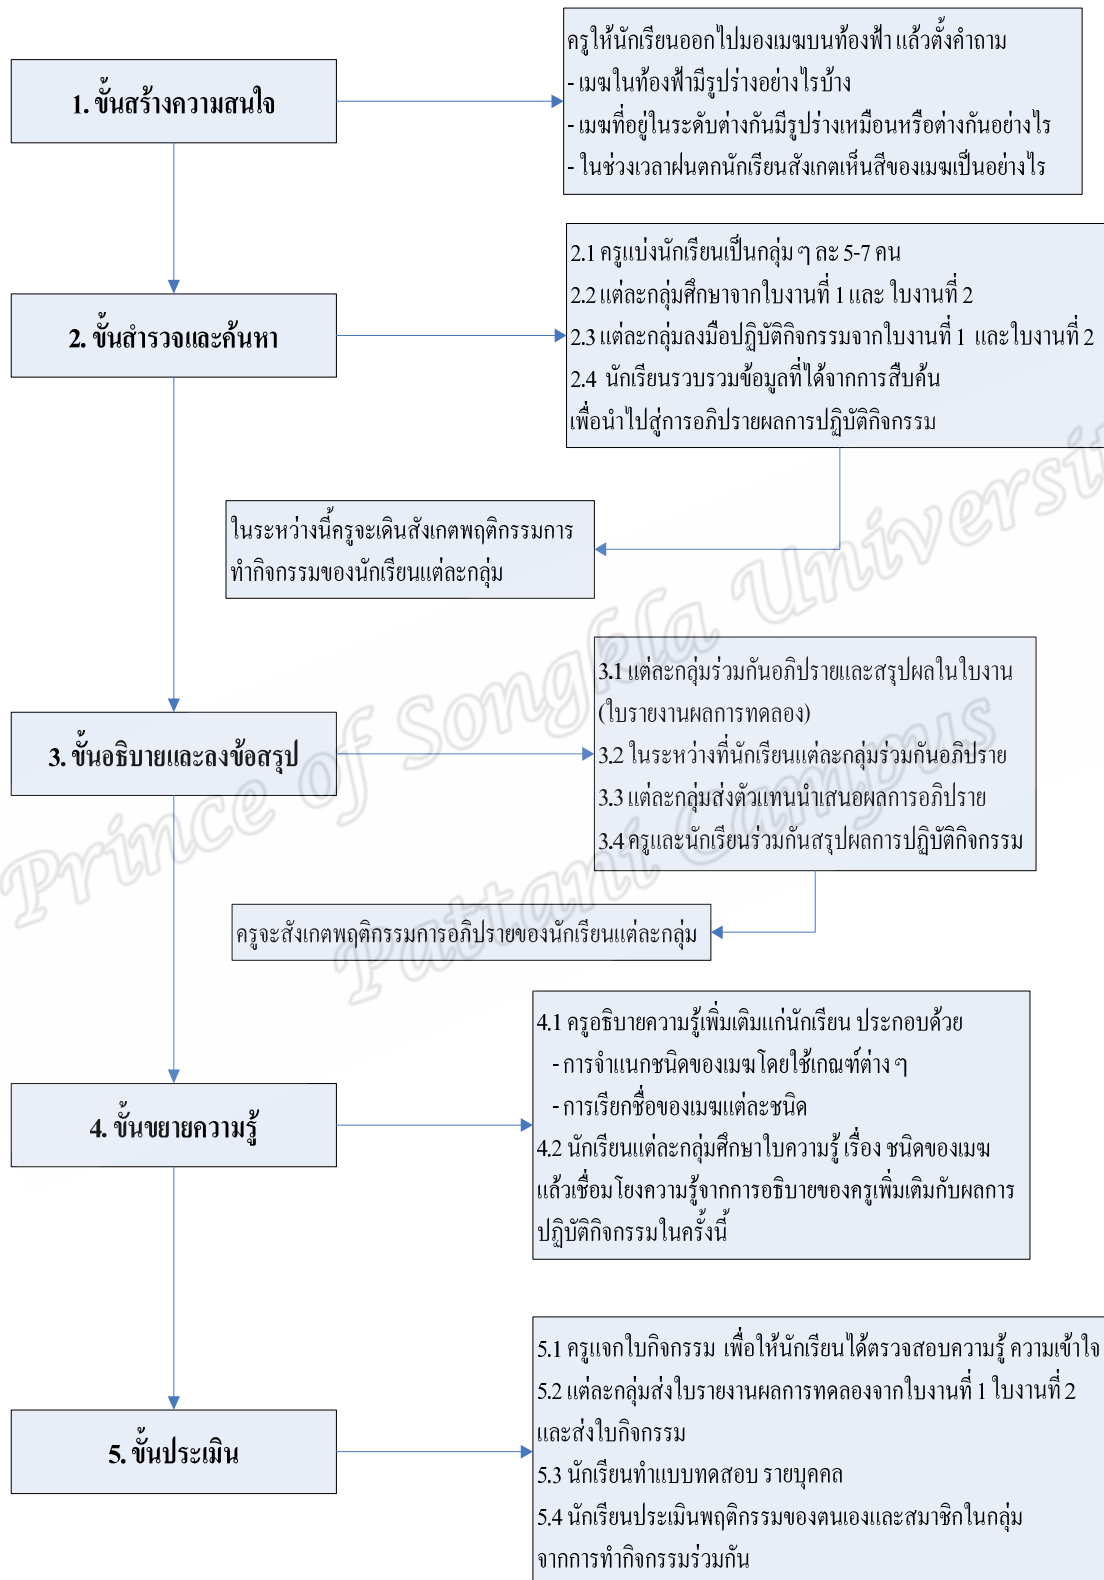 1. ขั้นสร้างความสนใจ
ครูให้นักเรียนออกไปมองเมฆบนท้องฟ้า แล้วตั้งคำถาม
- เมฆในท้องฟ้ามีรูปร่างอย่างไรบ้าง
- เมฆที่อยู่ในระดับต่างกันมีรูปร่างเหมือนหรือต่างกันอย่างไร
- ในช่วงเวลาฝนตกนักเรียนสังเกตเห็นสีของเมฆเป็นอย่างไร
2. ขั้นสำรวจและค้นหา
2.1 ครูแบ่งนักเรียนเป็นกลุ่ม ๆ ละ 5-7 คน
2.2 แต่ละกลุ่มศึกษาจากใบงานที่ 1 และ ใบงานที่ 2
2.3 แต่ละกลุ่มลงมือปฏิบัติกิจกรรมจากใบงานที่ 1 และใบงานที่ 2
2.4 นักเรียนรวบรวมข้อมูลที่ได้จากการสืบค้น
เพื่อนำไปสู่การอภิปรายผลการปฏิบัติกิจกรรม
ในระหว่างนี้ครูจะเดินสังเกตพฤติกรรมการ
ทำกิจกรรมของนักเรียนแต่ละกลุ่ม
3. ขั้นอธิบายและลงข้อสรุป
3.1 แต่ละกลุ่มร่วมกันอภิปรายและสรุปผลในใบงาน
(ใบรายงานผลการทดลอง)
3.2 ในระหว่างที่นักเรียนแต่ละกลุ่มร่วมกันอภิปราย
3.3 แต่ละกลุ่มส่งตัวแทนนำเสนอผลการอภิปราย
3.4 ครูและนักเรียนร่วมกันสรุปผลการปฏิบัติกิจกรรม
ครูจะสังเกตพฤติกรรมการอภิปรายของนักเรียนแต่ละกลุ่ม
4. ขั้นขยายความรู้
4.1 ครูอธิบายความรู้เพิ่มเติมแก่นักเรียน ประกอบด้วย
- การจำแนกชนิดของเมฆโดยใช้เกณฑ์ต่าง ๆ
- การเรียกชื่อของเมฆแต่ละชนิด
4.2 นักเรียนแต่ละกลุ่มศึกษาใบความรู้ เรื่อง ชนิดของเมฆ
แล้วเชื่อมโยงความรู้จากการอธิบายของครูเพิ่มเติมกับผลการ
ปฏิบัติกิจกรรมในครั้งนี้
5. ขั้นประเมิน
5.1 ครูแจกใบกิจกรรม เพื่อให้นักเรียนได้ตรวจสอบความรู้ ความเข้าใจ
5.2 แต่ละกลุ่มส่งใบรายงานผลการทดลองจากใบงานที่ 1 ใบงานที่ 2
และส่งใบกิจกรรม
5.3 นักเรียนทำแบบทดสอบ รายบุคคล
5.4 นักเรียนประเมินพฤติกรรมของตนเองและสมาชิกในกลุ่ม
จากการทำกิจกรรมร่วมกัน
Prince of Songkla Universit
Pattani Campus